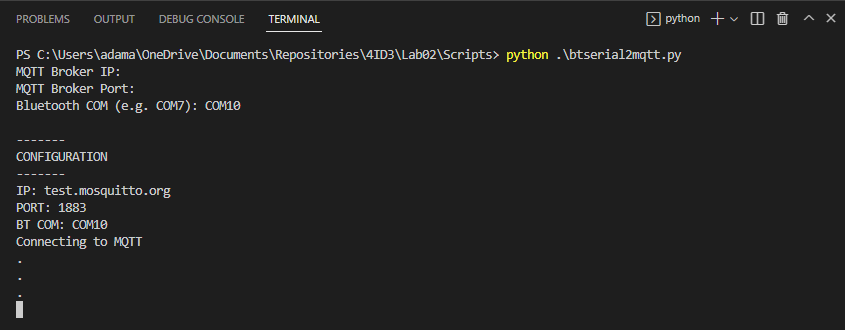 PROBLEMS OUTPUT DEBUG CONSOLE TERMINAL python
PS C:\Users\adama\OneDrive\Documents\Repositories\4ID3\Lab02\Scripts> python .\btserial2mqtt.py
MQTT Broker IP:
MQTT Broker Port:
Bluetooth COM (e.g. COM7): COM10
-------
CONFIGURATION
-------
IP: test.mosquitto.org
PORT: 1883
BT COM: COM10
Connecting to MQTT
.
.
.